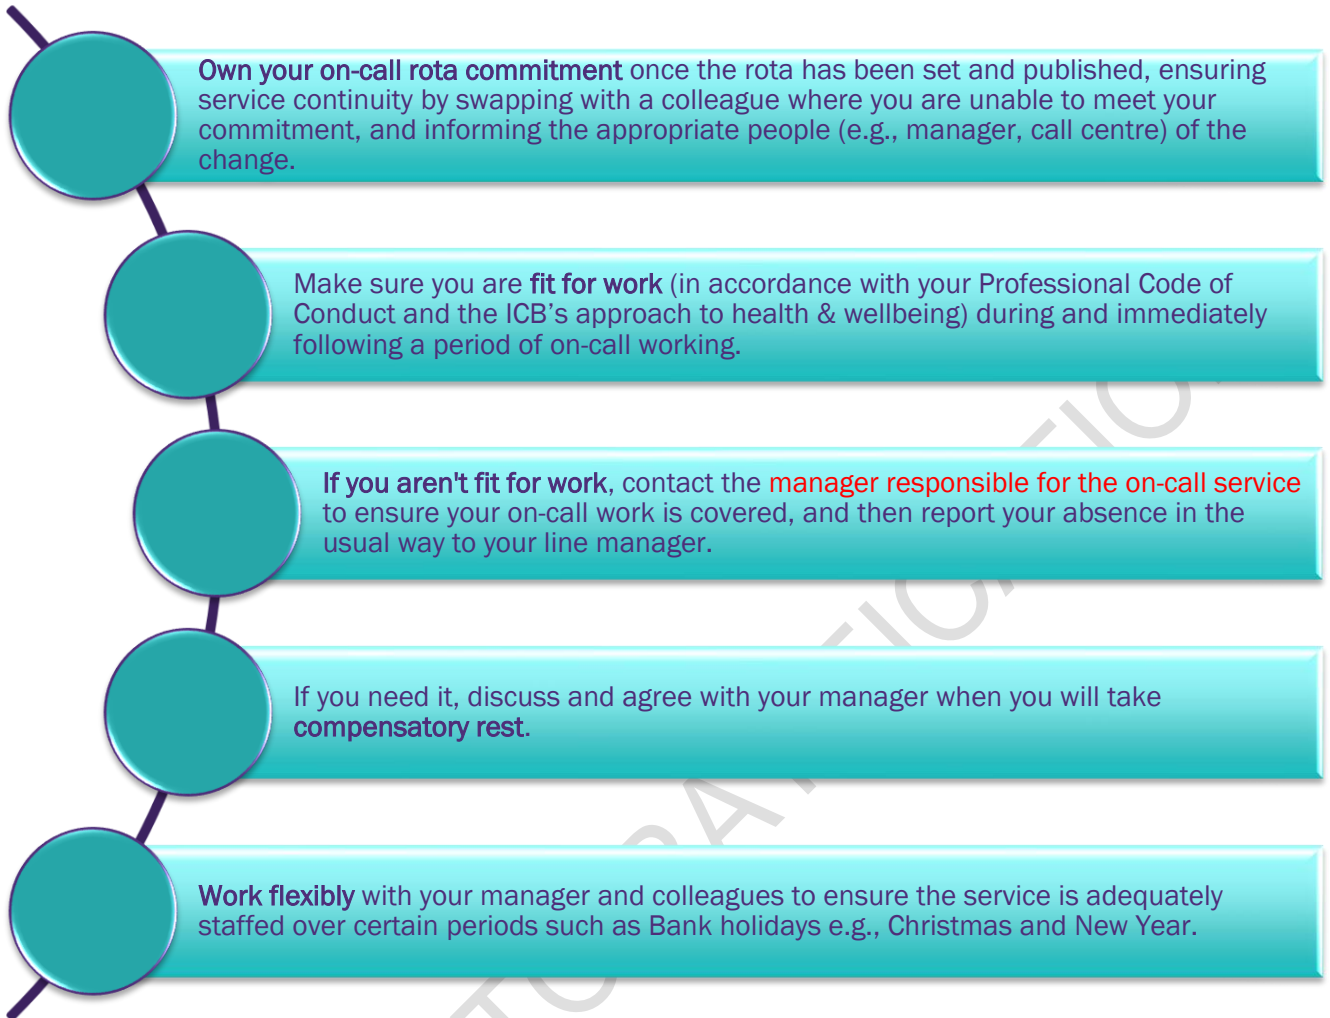 Own your on-call rota commitment once the rota has been set and published, ensuring
service continuity by swapping with a colleague where you are unable to meet your
commitment, and informing the appropriate people (e.g., manager, call centre) of the
change.
Make sure you are fit for work (in accordance with your Professional Code of
Conduct and the ICB's approach to health & wellbeing) during and immediately
following a period of on-call working.
If you aren't fit for work, contact the manager responsible for the on-call service
to ensure your on-call work is covered, and then report your absence in the
usual way to your line manager.
If you need it, discuss and agree with your manager when you will take
compensatory rest.
Work flexibly with your manager and colleagues to ensure the service is adequately
staffed over certain periods such as Bank holidays e.g., Christmas and New Year.